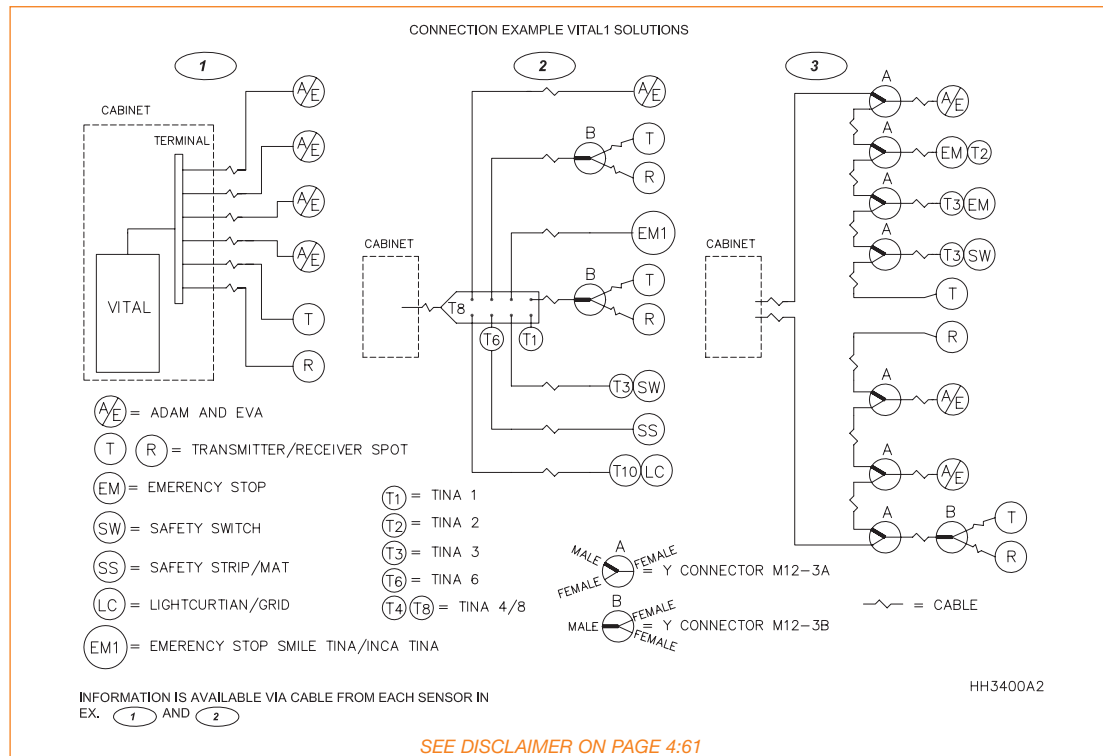 CONNECTION EXAMPLE VITAL1 SOLUTIONS
1
CABINET
TERMINAL
VITAL
A/E
A/E
A/E
A/E
T
R
2
CABINET
T8
A/E
B
T
R
EM1
B
T
R
T6
T1
T3 SW
SS
T10 LC
3
CABINET
A
A/E
A
EM T2
A
T3 EM
A
T3 SW
T
R
A
A/E
A
A/E
A
B
T
R
A/E = ADAM AND EVA
T R = TRANSMITTER/RECEIVER SPOT
EM = EMERENCY STOP
SW = SAFETY SWITCH
SS = SAFETY STRIP/MAT
LC = LIGHTCURTIAN/GRID
EM1 = EMERENCY STOP SMILE TINA/INCA TINA
T1 = TINA 1
T2 = TINA 2
T3 = TINA 3
T6 = TINA 6
T4 T8 = TINA 4/8
A
MALE FEMALE
FEMALE = Y CONNECTOR M12-3A
B
MALE FEMALE
FEMALE = Y CONNECTOR M12-3B
= CABLE
HH3400A2
INFORMATION IS AVAILABLE VIA CABLE FROM EACH SENSOR IN
EX. 1 AND 2
SEE DISCLAIMER ON PAGE 4:61